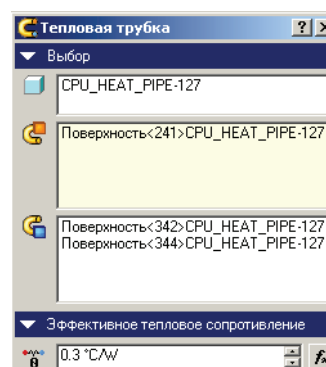 Тепловая трубка
Выбор
CPU_HEAT_PIPE-127
Поверхность<241>CPU_HEAT_PIPE-127
Поверхность<342>CPU_HEAT_PIPE-127
Поверхность<344>CPU_HEAT_PIPE-127
Эффективное тепловое сопротивление
0.3 °C/W